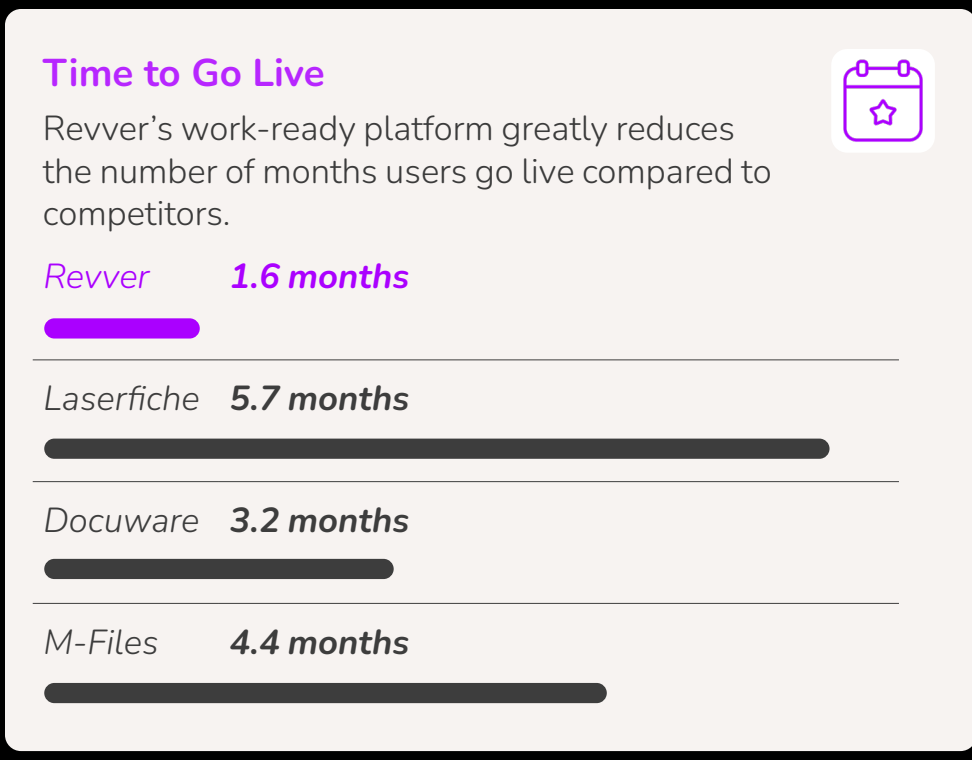 Time to Go Live
Revver’s work-ready platform greatly reduces
the number of months users go live compared to
competitors.
Revver 1.6 months
Laserfiche 5.7 months
Docuware 3.2 months
M-Files 4.4 months